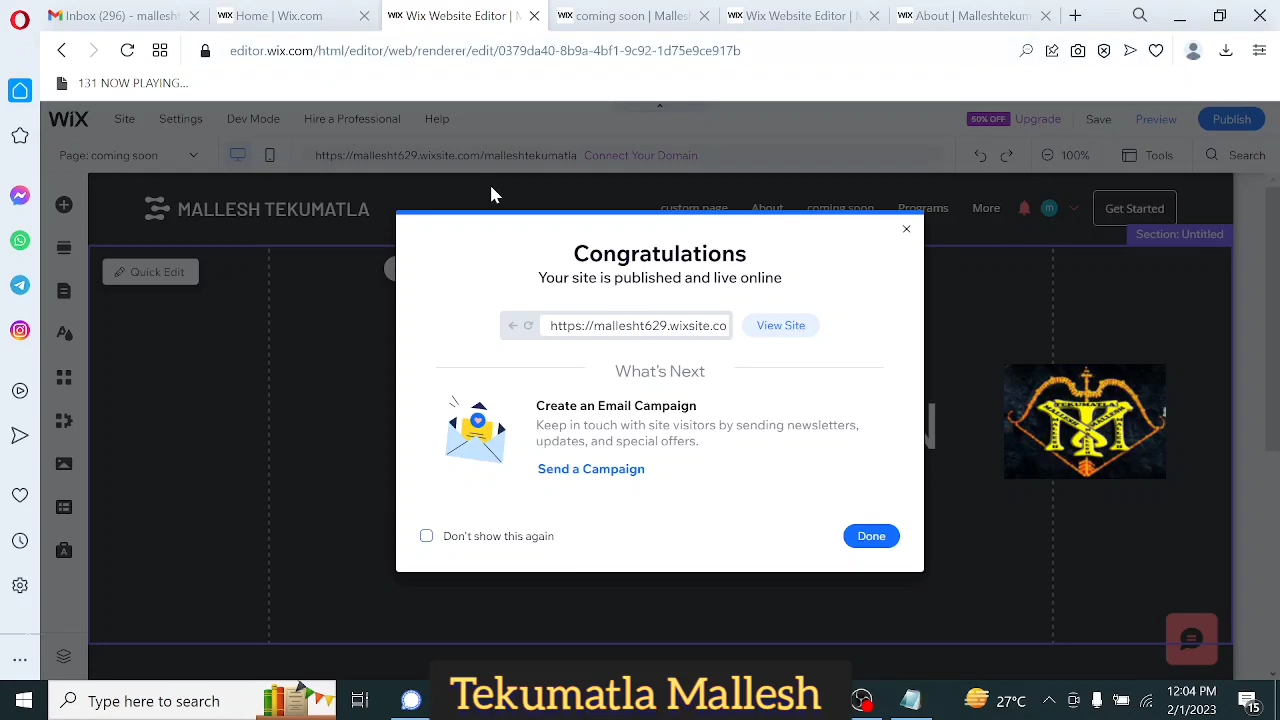 Inbox (296) - mallesht
Home | Wix.com
Wix Website Editor | M
Coming soon | Malleshte
Wix Website Editor | M
About | Malleshtekum
editor.wix.com/html/editor/web/renderer/edit/0379da40-8b9a-4bf1-9c92-1d75e9ce917b
131 NOW PLAYING...
WiX Site Settings Dev Mode Hire a Professional Help 50% OFF Upgrade Save Preview Publish
Page: coming soon https://mallesht629.wixsite.com/malleshtekumatla Connect Your Domain 100% Tools Search
MALLESH TEKUMATLA custom page About coming soon Programs More m Get Started
Section: Untitled
Quick Edit
Congratulations
Your site is published and live online
https://mallesht629.wixsite.co View Site
What's Next
Create an Email Campaign
Keep in touch with site visitors by sending newsletters,
updates, and special offers.
Send a Campaign
N
Don't show this again Done
Tekumatla Mallesh
Type here to search 27°C
2/1/2023